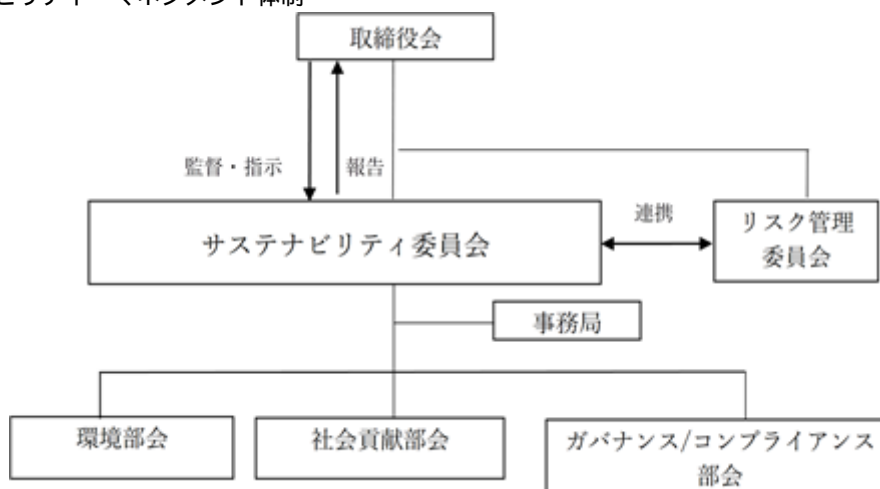 取締役会
監督・指示
報告
連携
サステナビリティ委員会
リスク管理
委員会
事務局
環境部会
社会貢献部会
ガバナンス/コンプライアンス
部会